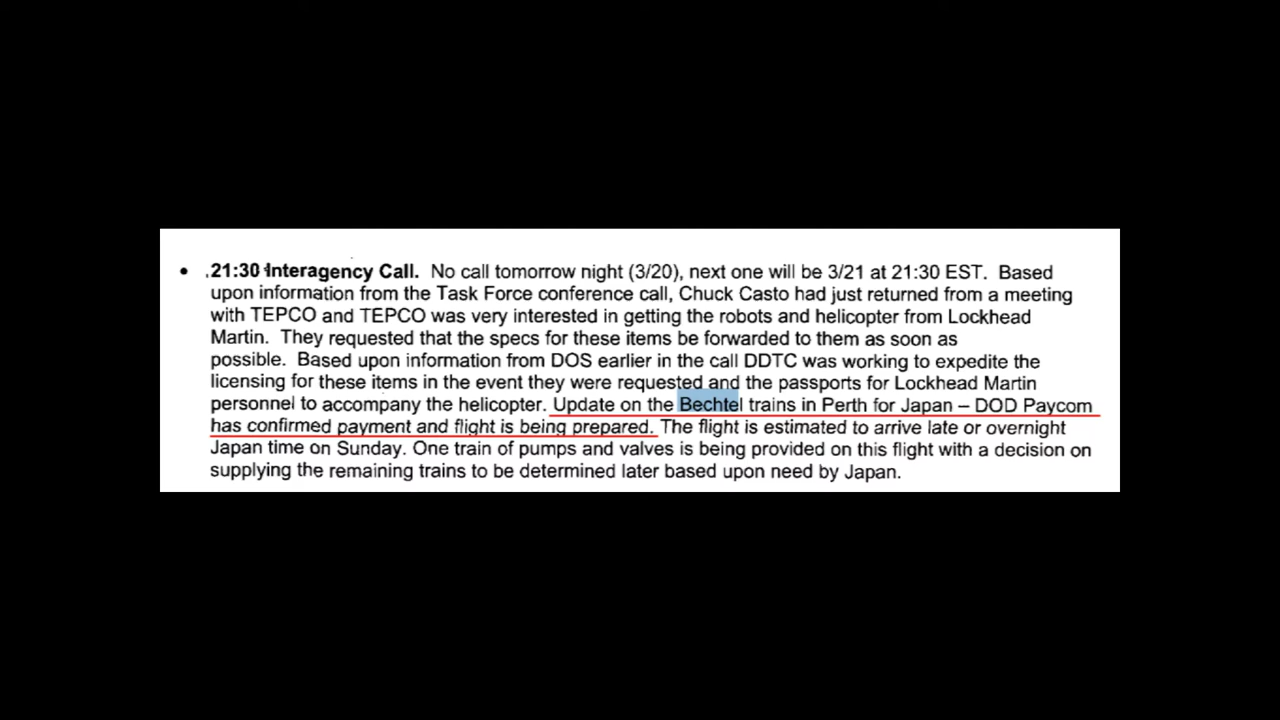 • .21:30 Interagency Call. No call tomorrow night (3/20), next one will be 3/21 at 21:30 EST. Based
upon information from the Task Force conference call, Chuck Casto had just returned from a meeting
with TEPCO and TEPCO was very interested in getting the robots and helicopter from Lockhead
Martin. They requested that the specs for these items be forwarded to them as soon as
possible. Based upon information from DOS earlier in the call DDTC was working to expedite the
licensing for these items in the event they were requested and the passports for Lockhead Martin
personnel to accompany the helicopter. Update on the Bechtel trains in Perth for Japan – DOD Paycom
has confirmed payment and flight is being prepared. The flight is estimated to arrive late or overnight
Japan time on Sunday. One train of pumps and valves is being provided on this flight with a decision on
supplying the remaining trains to be determined later based upon need by Japan.